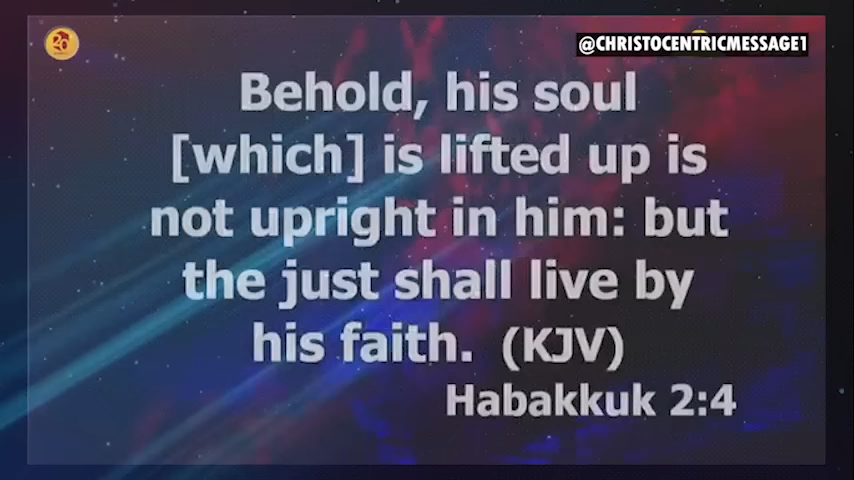 20
@CHRISTOCENTRICMESSAGE1
Behold, his soul
[which] is lifted up is
not upright in him: but
the just shall live by
his faith. (KJV)
Habakkuk 2:4